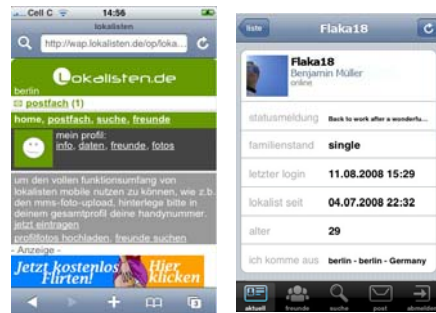 Cell C 14:56
lokalisten
http://wap.lokalisten.de/op/loka...
lokalisten.de
berlin
postfach (1)
home, postfach, suche, freunde
mein profil:
info, daten, freunde, fotos
um den vollen funktionsumfang von
lokalisten mobile nutzen zu können, wie z.b.
den mms-foto-upload, hinterlege bitte in
deinem gesamtprofil deine handynummer.
jetzt eintragen
profilfotos hochladen, freunde suchen
- Anzeige -
Jetzt kostenlos Hier
Flirten! klicken
liste Flaka18
Flaka18
Benjamin Müller
online
statusmeldung Back to work after a wonderfu...
familienstand single
letzter login 11.08.2008 15:29
lokalist seit 04.07.2008 22:32
alter 29
ich komme aus berlin - berlin - Germany
aktuell freunde suche post abmelden